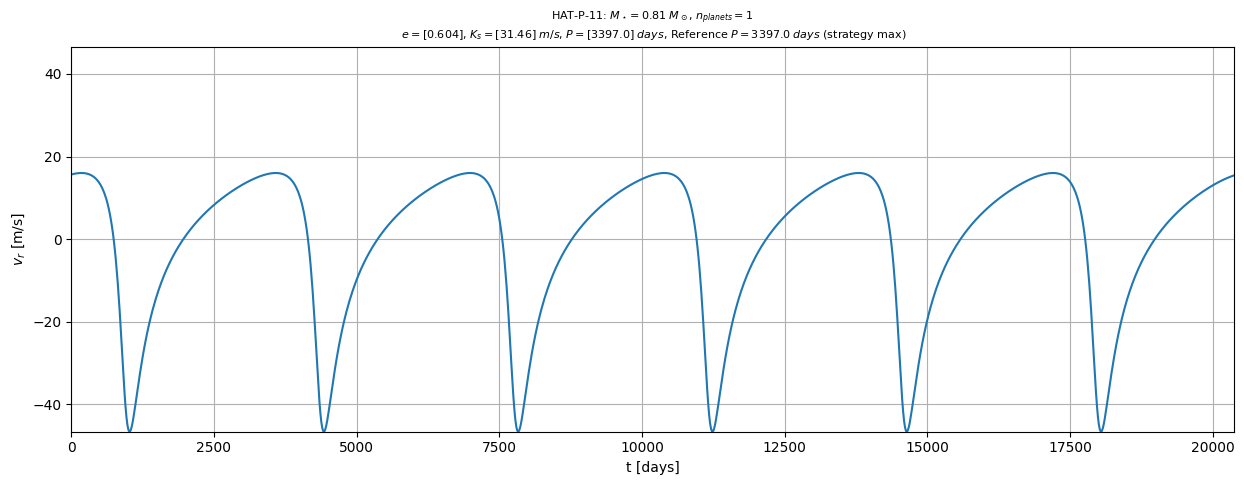 HAT-P-11: $M_\star = 0.81\ M_\odot$, $n_{planets} = 1$
$e = [0.604]$, $K_s = [31.46]\ m/s$, $P = [3397.0]\ days$, Reference $P = 3397.0\ days$ (strategy max)
40
20
0
−20
−40
$v_r$ [m/s]
0 2500 5000 7500 10000 12500 15000 17500 20000
t [days]